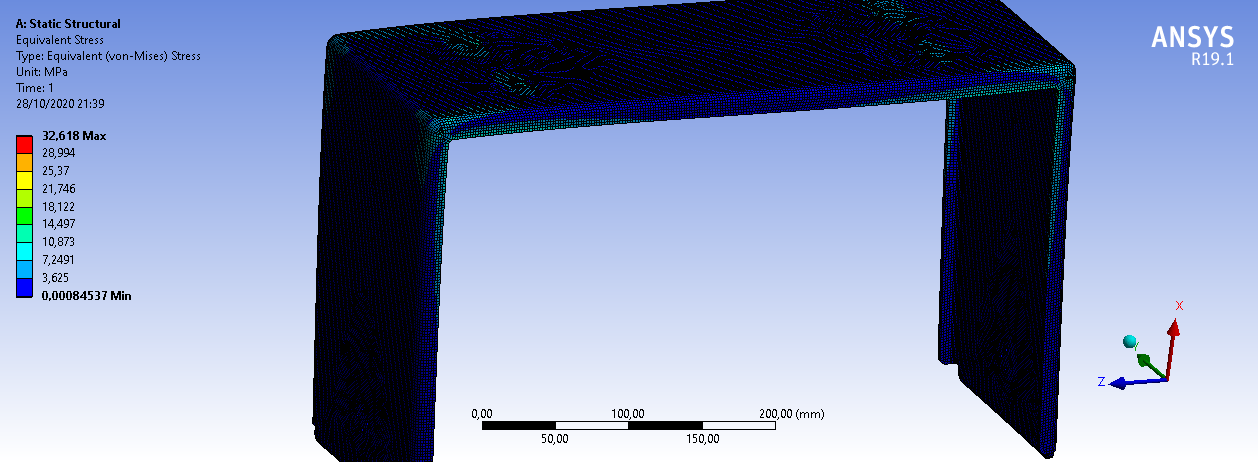 A: Static Structural
Equivalent Stress
Type: Equivalent (von-Mises) Stress
Unit: MPa
Time: 1
28/10/2020 21:39
32,618 Max
28,994
25,37
21,746
18,122
14,497
10,873
7,2491
3,625
0,00084537 Min
ANSYS
R19.1
X
Y
Z
0,00 100,00 200,00 (mm)
50,00 150,00